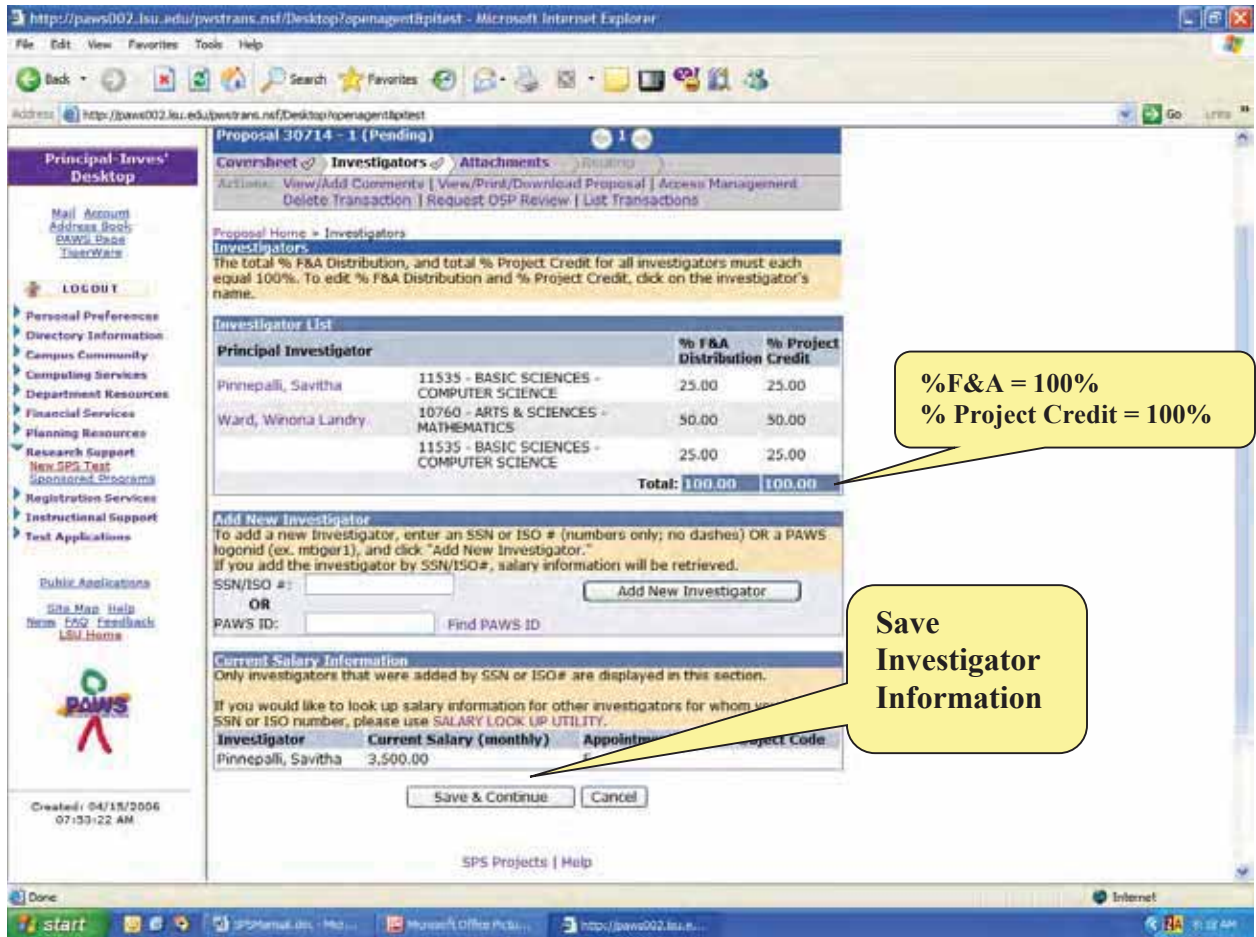 http://paws002.lsu.edu/pwstrans.nsf/Desktop?openagent&pitest - Microsoft Internet Explorer
File Edit View Favorites Tools Help
Back Search Favorites
Address http://paws002.lsu.edu/pwstrans.nsf/Desktop?openagent&pitest Go Links »
Principal-Inves' Desktop
Mail Account
Address Book
PAWS Page
TigerWare
LOGOUT
Personal Preferences
Directory Information
Campus Community
Computing Services
Department Resources
Financial Services
Planning Resources
Research Support
New SPS Test
Sponsored Programs
Registration Services
Instructional Support
Test Applications
Public Applications
Site Map Help
News FAQ Feedback
LSU Home
PAWS
Created: 04/15/2006
07:53:22 AM
Proposal 30714 - 1 (Pending) 1
Coversheet Investigators Attachments Routing
Actions: View/Add Comments | View/Print/Download Proposal | Access Management
Delete Transaction | Request OSP Review | List Transactions
Proposal Home > Investigators
Investigators
The total % F&A Distribution, and total % Project Credit for all investigators must each
equal 100%. To edit % F&A Distribution and % Project Credit, click on the investigator's
name.
Investigator List
Principal Investigator % F&A Distribution % Project Credit
Pinnepalli, Savitha 11535 - BASIC SCIENCES - COMPUTER SCIENCE 25.00 25.00
Ward, Winona Landry 10760 - ARTS & SCIENCES - MATHEMATICS 50.00 50.00
11535 - BASIC SCIENCES - COMPUTER SCIENCE 25.00 25.00
Total: 100.00 100.00
%F&A = 100%
% Project Credit = 100%
Add New Investigator
To add a new Investigator, enter an SSN or ISO # (numbers only; no dashes) OR a PAWS
logonid (ex. mtiger1), and click "Add New Investigator."
If you add the investigator by SSN/ISO#, salary information will be retrieved.
SSN/ISO #: Add New Investigator
OR
PAWS ID: Find PAWS ID
Save
Investigator
Information
Current Salary Information
Only investigators that were added by SSN or ISO# are displayed in this section.
If you would like to look up salary information for other investigators for whom
SSN or ISO number, please use SALARY LOOK UP UTILITY.
Investigator Current Salary (monthly) Code
Pinnepalli, Savitha 3,500.00
Save & Continue Cancel
SPS Projects | Help
Done Internet
start